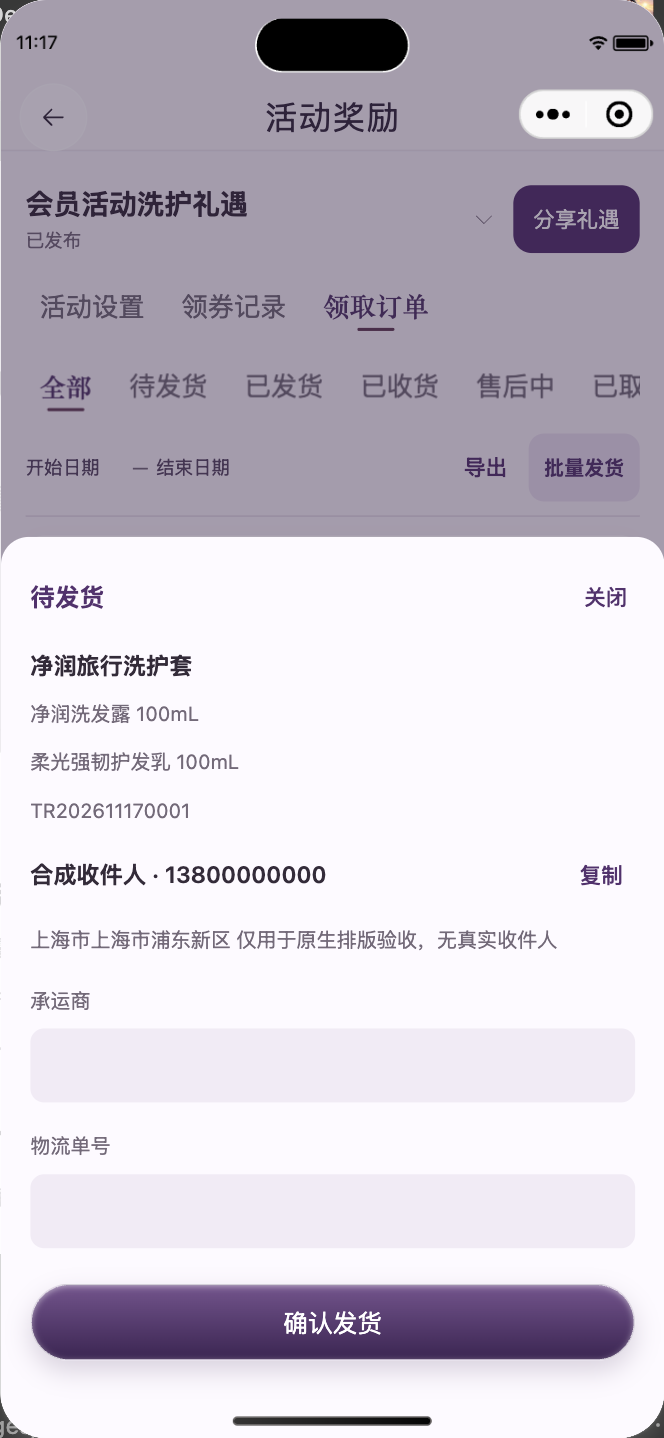 11:17
活动奖励
会员活动洗护礼遇
已发布
分享礼遇
活动设置 领券记录 领取订单
全部 待发货 已发货 已收货 售后中 已取
开始日期 — 结束日期 导出 批量发货
待发货 关闭
净润旅行洗护套
净润洗发露 100mL
柔光强韧护发乳 100mL
TR202611170001
合成收件人 · 13800000000 复制
上海市上海市浦东新区 仅用于原生排版验收，无真实收件人
承运商
物流单号
确认发货